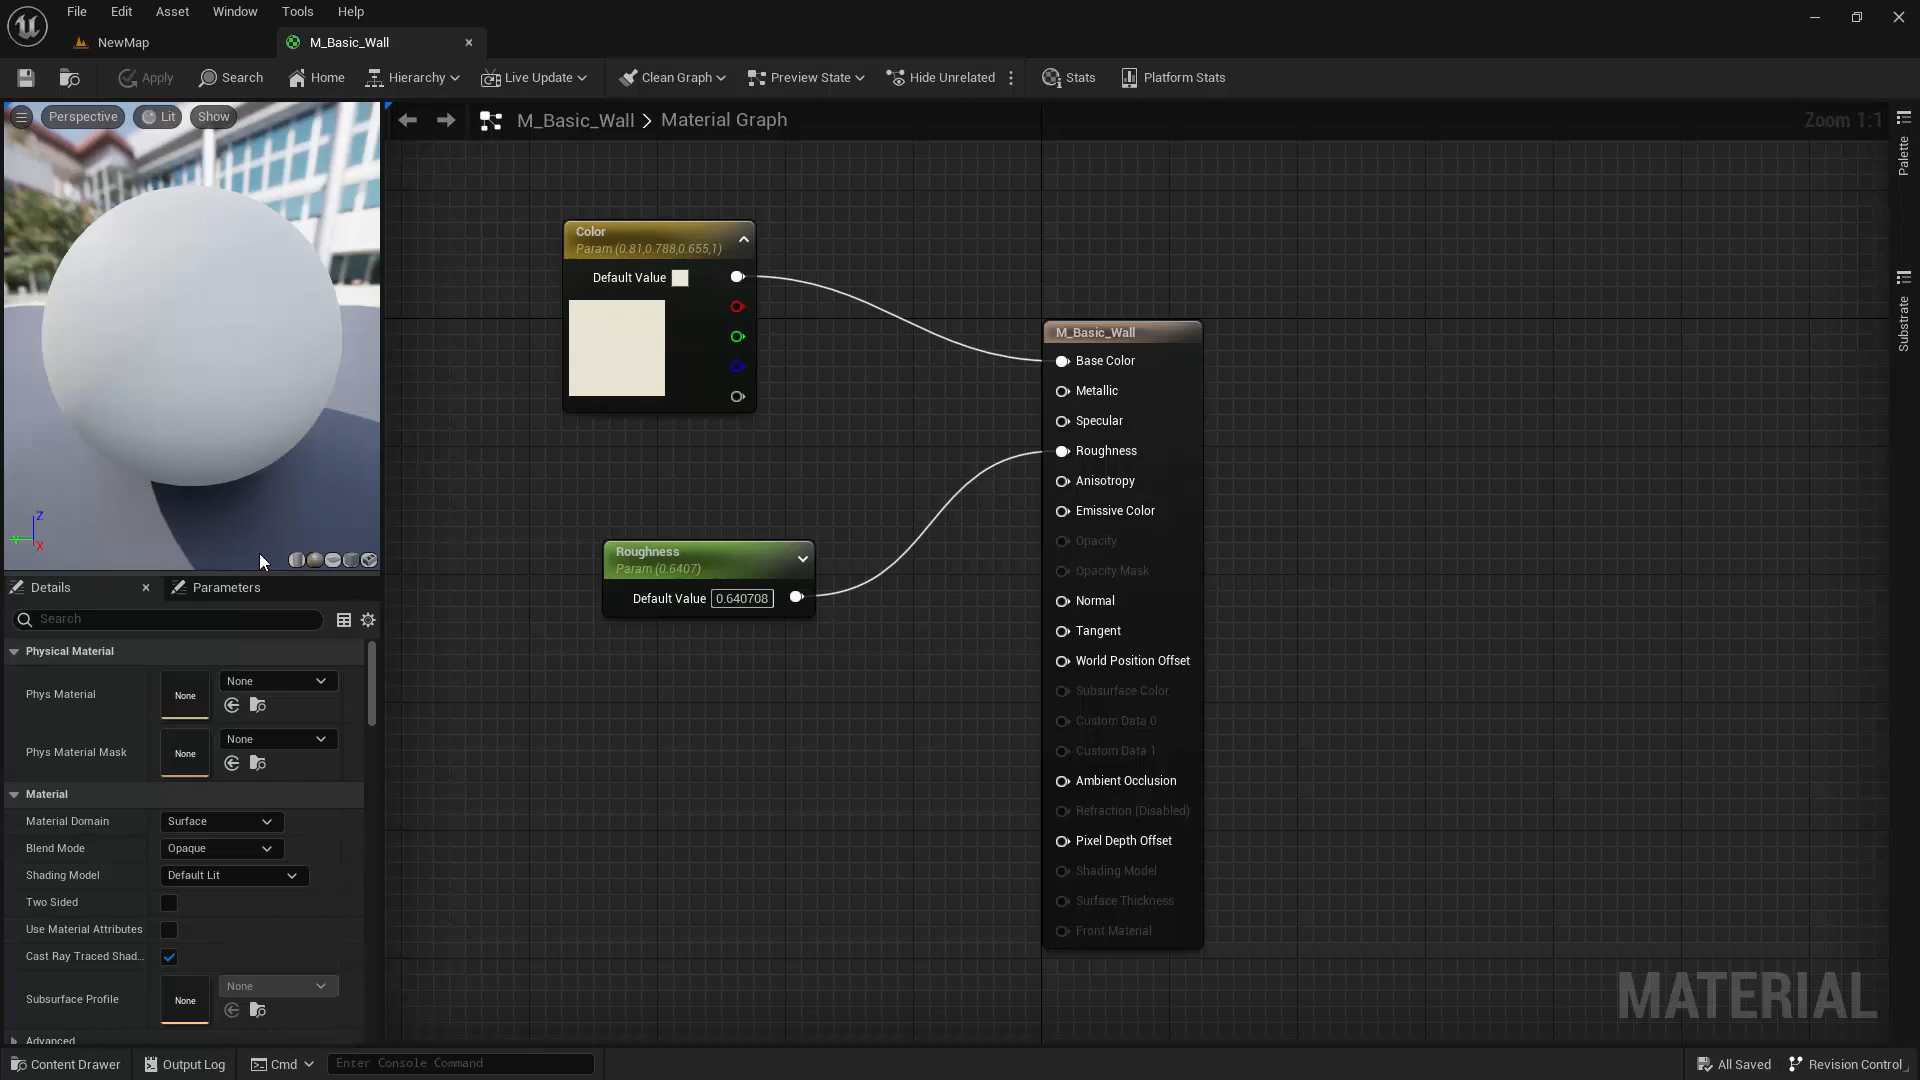 File Edit Asset Window Tools Help
NewMap M_Basic_Wall
Apply Search Home Hierarchy Live Update Clean Graph Preview State Hide Unrelated Stats Platform Stats
Perspective Lit Show
M_Basic_Wall > Material Graph
Zoom 1:1
Palette
Substrate
Color
Param (0.81,0.788,0.655,1)
Default Value
M_Basic_Wall
Base Color
Metallic
Specular
Roughness
Anisotropy
Emissive Color
Opacity
Opacity Mask
Normal
Tangent
World Position Offset
Subsurface Color
Custom Data 0
Custom Data 1
Ambient Occlusion
Refraction (Disabled)
Pixel Depth Offset
Shading Model
Surface Thickness
Front Material
Roughness
Param (0.6407)
Default Value 0.640708
Z
Y
X
Details Parameters
Search
Physical Material
Phys Material None None
Phys Material Mask None None
Material
Material Domain Surface
Blend Mode Opaque
Shading Model Default Lit
Two Sided
Use Material Attributes
Cast Ray Traced Shad...
Subsurface Profile None None
Advanced
MATERIAL
Content Drawer Output Log Cmd Enter Console Command All Saved Revision Control